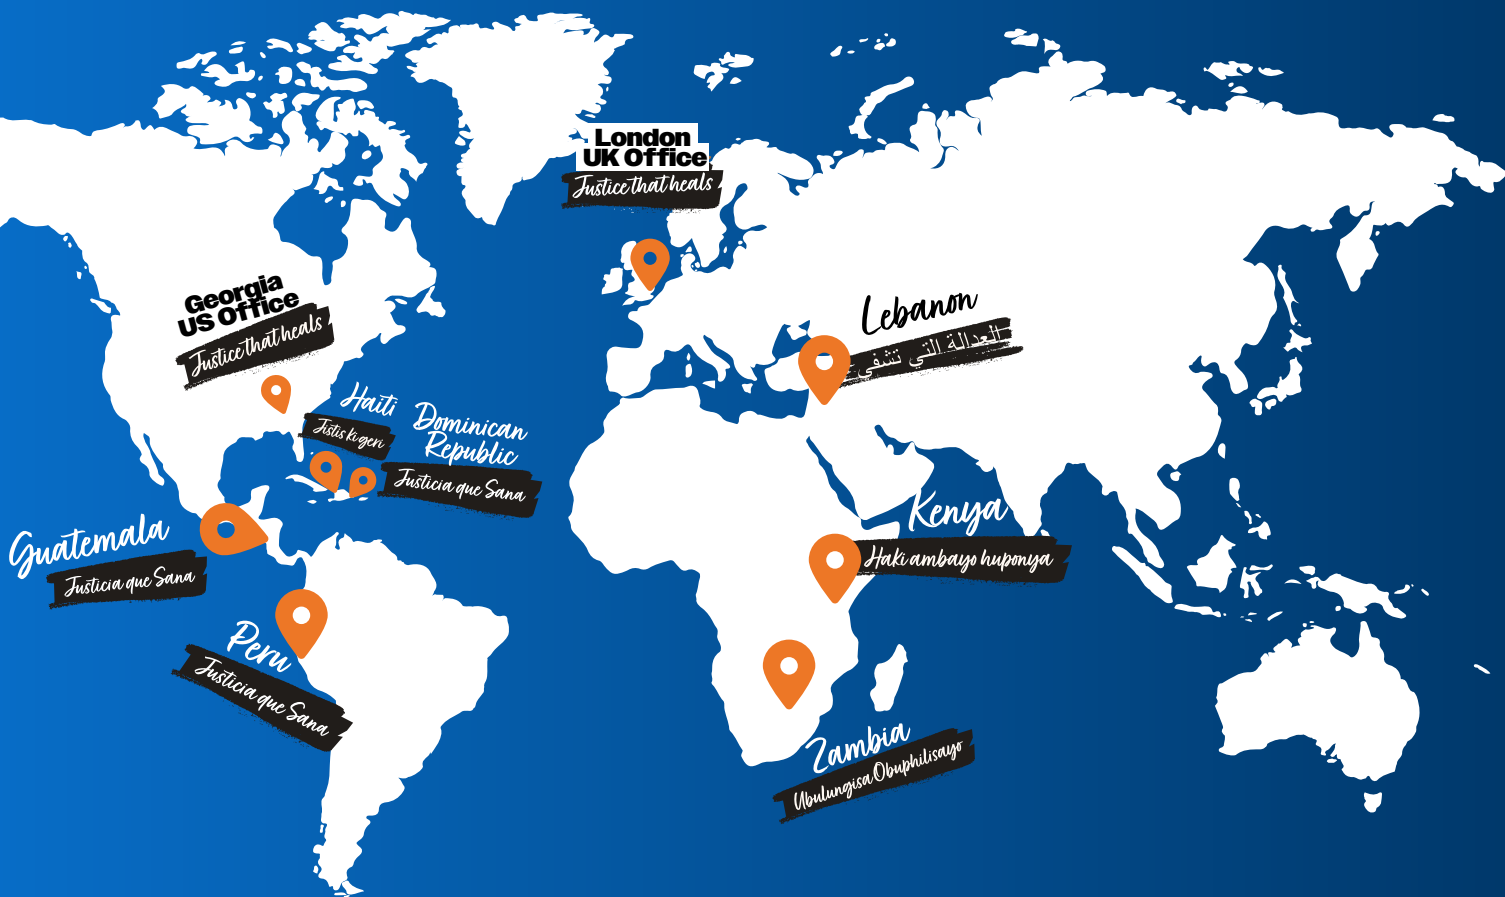 London
UK Office
Justice that heals
Georgia
US Office
Justice that heals
Lebanon
العدالة التي تشفي
Haiti
Jistis ki geri
Dominican
Republic
Justicia que Sana
Guatemala
Justicia que Sana
Kenya
Haki ambayo huponya
Peru
Justicia que Sana
Zambia
Ubulungisa Obuphilisayo